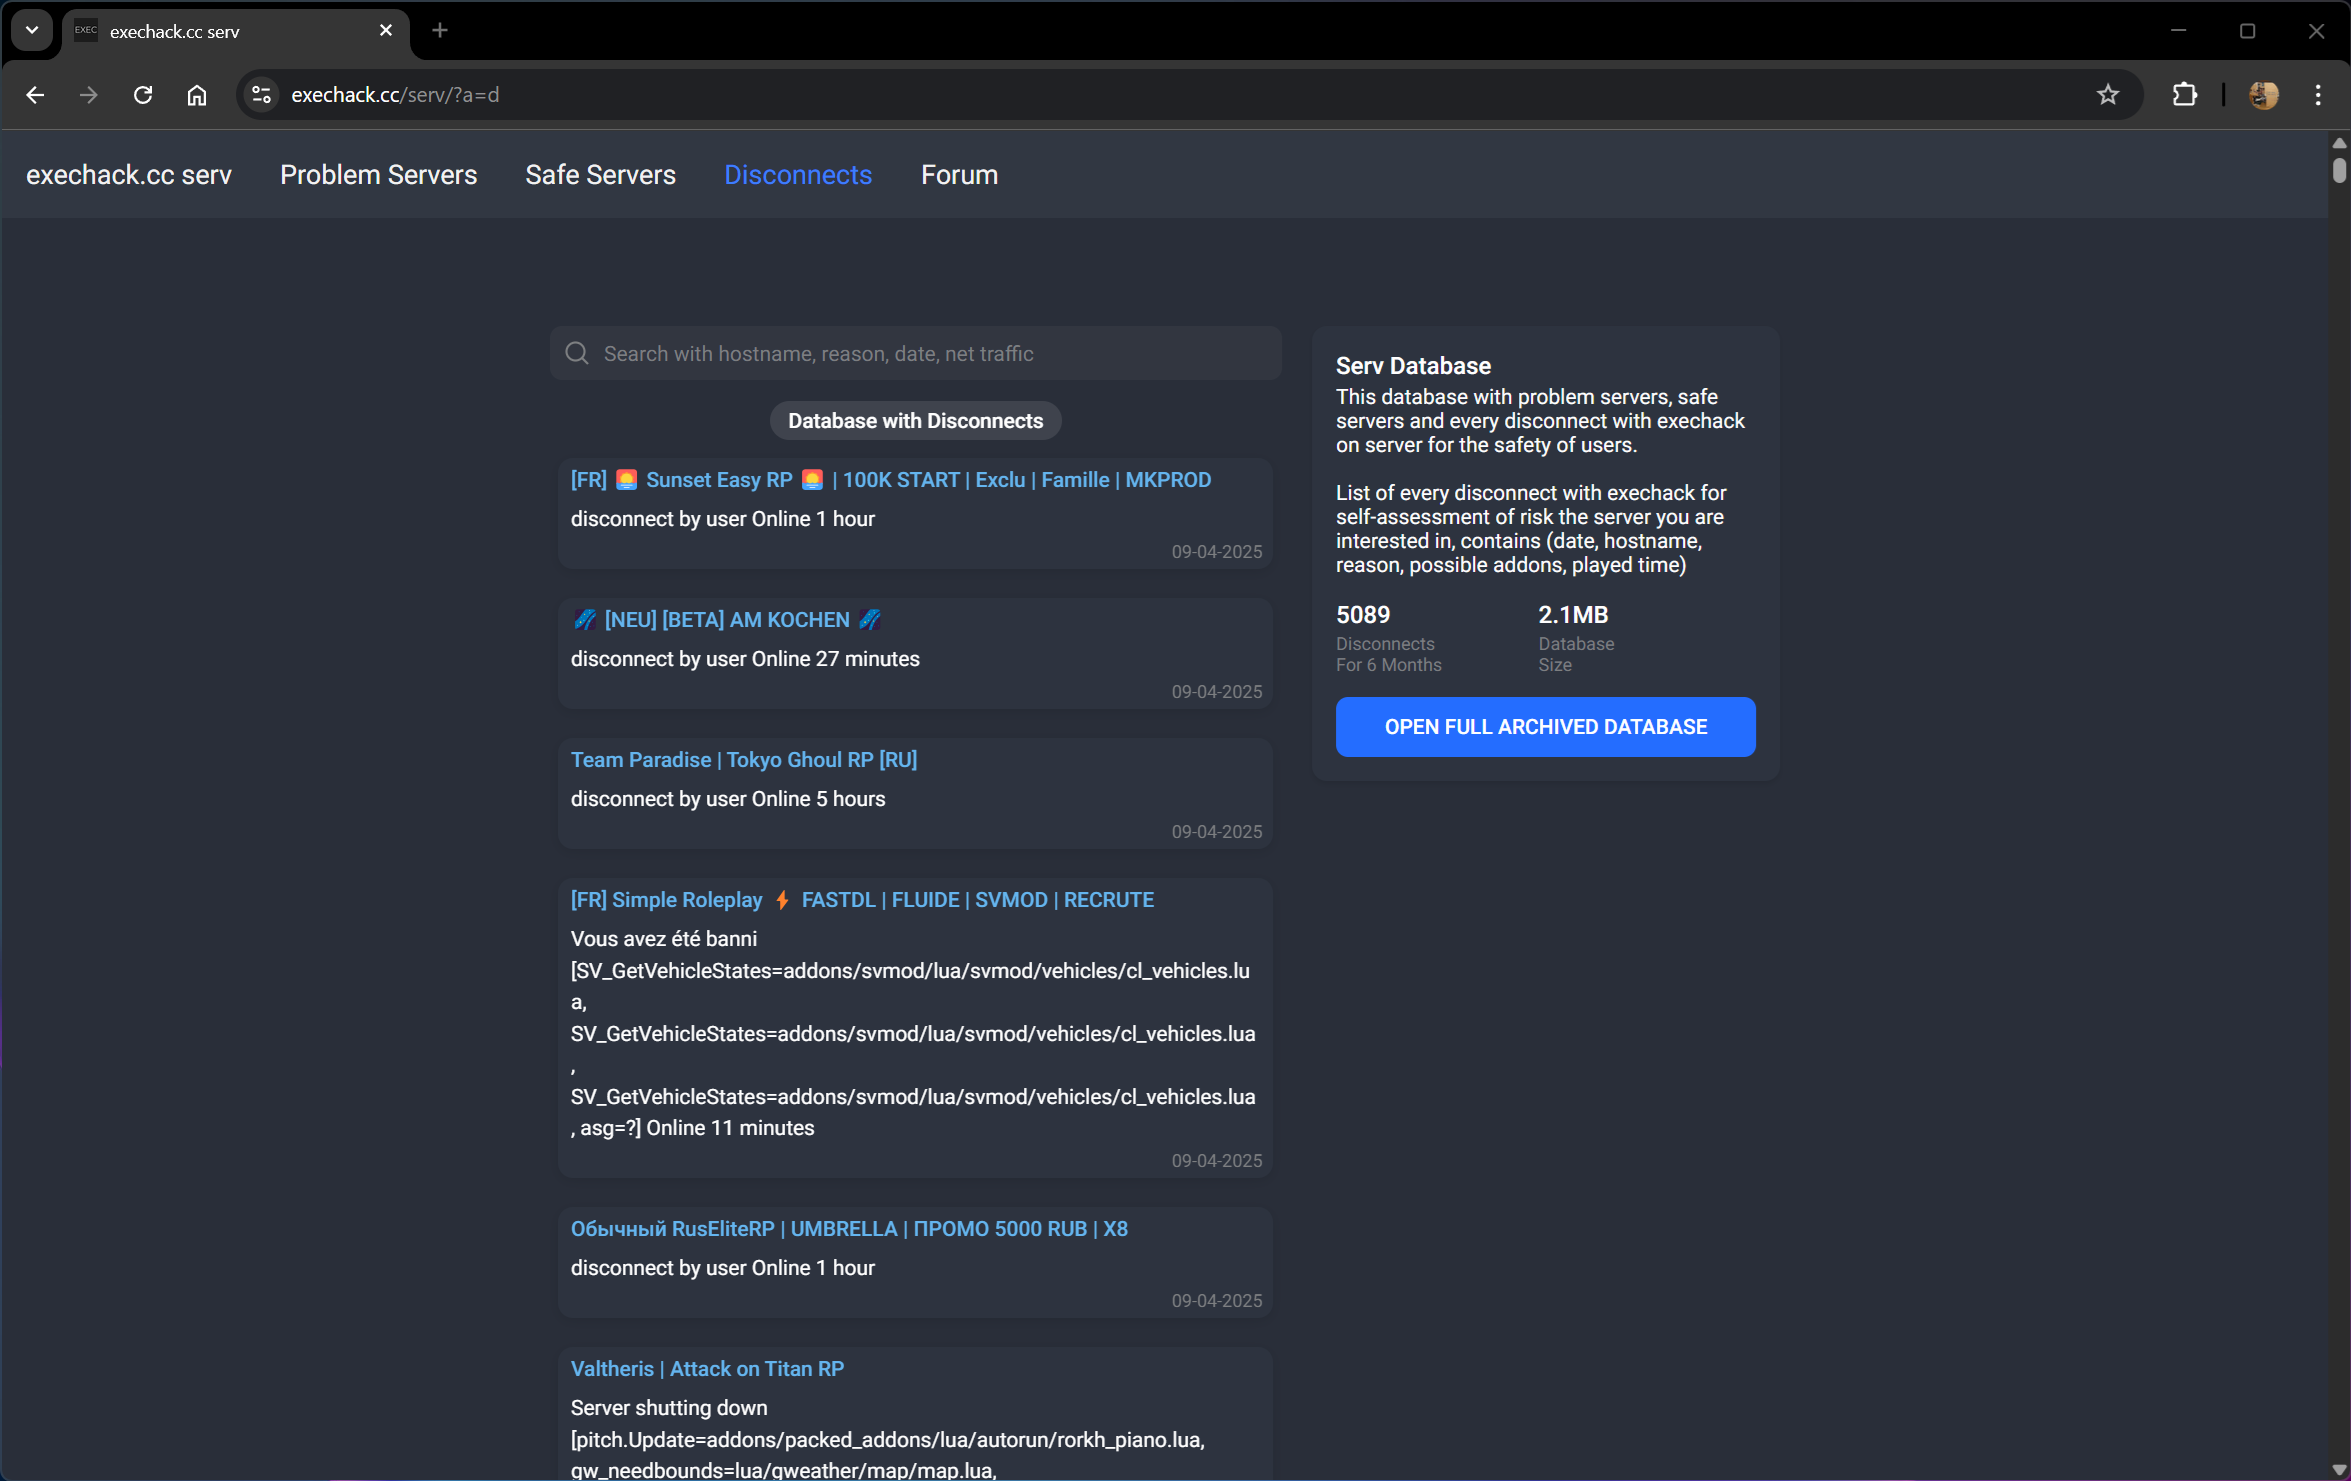 EXEC
exechack.cc serv
exechack.cc/serv/?a=d
exechack.cc serv
Problem Servers
Safe Servers
Disconnects
Forum
Search with hostname, reason, date, net traffic
Database with Disconnects
[FR] 🌅 Sunset Easy RP 🌅 | 100K START | Exclu | Famille | MKPROD
disconnect by user Online 1 hour
09-04-2025
🌌 [NEU] [BETA] AM KOCHEN 🌌
disconnect by user Online 27 minutes
09-04-2025
Team Paradise | Tokyo Ghoul RP [RU]
disconnect by user Online 5 hours
09-04-2025
[FR] Simple Roleplay ⚡ FASTDL | FLUIDE | SVMOD | RECRUTE
Vous avez été banni
[SV_GetVehicleStates=addons/svmod/lua/svmod/vehicles/cl_vehicles.lu
a,
SV_GetVehicleStates=addons/svmod/lua/svmod/vehicles/cl_vehicles.lua
,
SV_GetVehicleStates=addons/svmod/lua/svmod/vehicles/cl_vehicles.lua
, asg=?] Online 11 minutes
09-04-2025
Обычный RusEliteRP | UMBRELLA | ПРОМО 5000 RUB | X8
disconnect by user Online 1 hour
09-04-2025
Valtheris | Attack on Titan RP
Server shutting down
[pitch.Update=addons/packed_addons/lua/autorun/rorkh_piano.lua,
gw_needbounds=lua/gweather/map/map.lua,
Serv Database
This database with problem servers, safe
servers and every disconnect with exechack
on server for the safety of users.
List of every disconnect with exechack for
self-assessment of risk the server you are
interested in, contains (date, hostname,
reason, possible addons, played time)
5089
Disconnects
For 6 Months
2.1MB
Database
Size
OPEN FULL ARCHIVED DATABASE